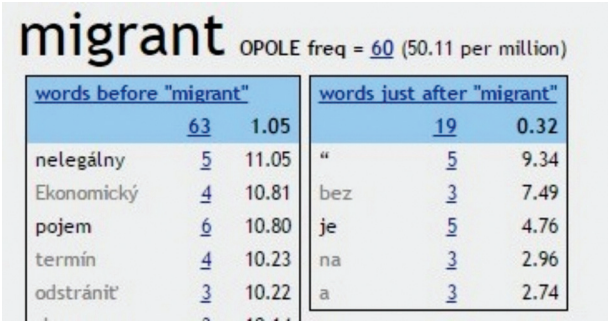 migrant OPOLE freq = 60 (50.11 per million)
words before "migrant"
63 1.05
nelegálny 5 11.05
Ekonomický 4 10.81
pojem 6 10.80
termín 4 10.23
odstrániť 3 10.22
words just after "migrant"
19 0.32
“ 5 9.34
bez 3 7.49
je 5 4.76
na 3 2.96
a 3 2.74